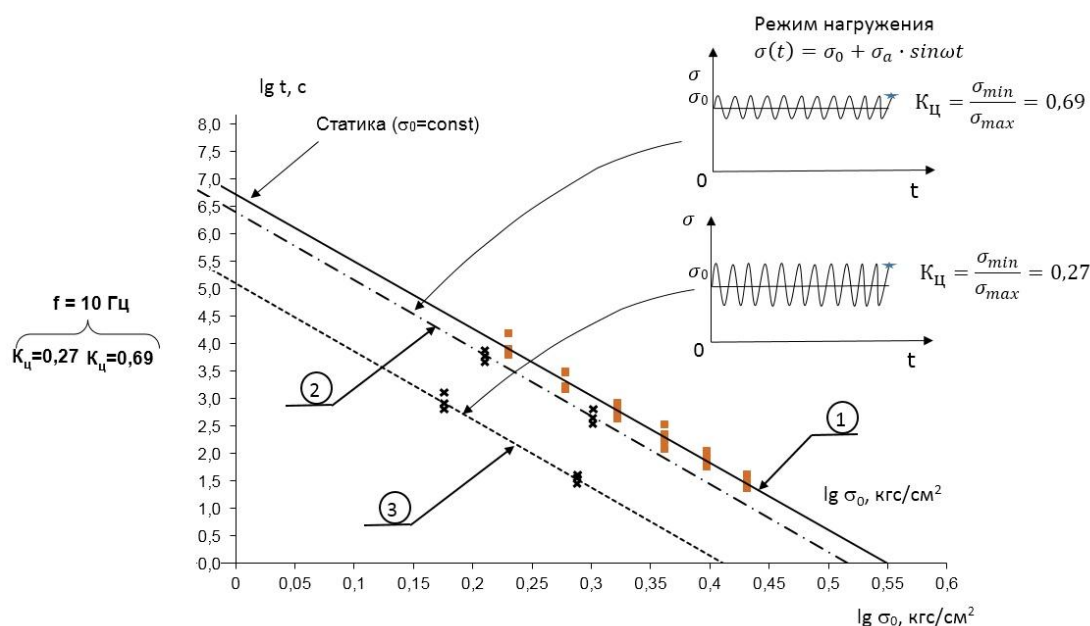 Режим нагружения
σ(t) = σ₀ + σₐ · sinωt
lg t, c
σ
σ₀
0
t
Кц = σmin/σmax = 0,69
Статика (σ₀=const)
8,0
7,5
7,0
6,5
6,0
5,5
5,0
4,5
4,0
3,5
3,0
2,5
2,0
1,5
1,0
0,5
0,0
σ
σ₀
0
t
Кц = σmin/σmax = 0,27
f = 10 Гц
Кц=0,27 Кц=0,69
2
1
3
lg σ₀, кгс/см²
0
0,05
0,1
0,15
0,2
0,25
0,3
0,35
0,4
0,45
0,5
0,55
0,6
lg σ₀, кгс/см²